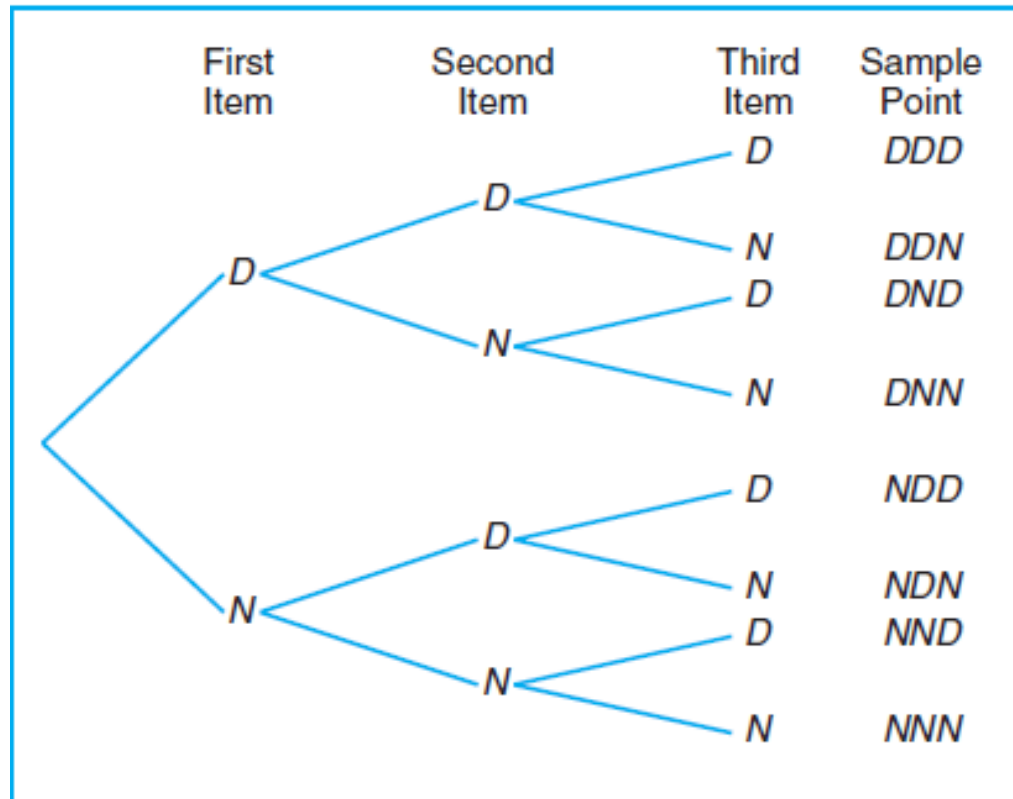 First Second Third Sample
Item Item Item Point
D DDD
D
N DDN
D
D DND
N
N DNN
D NDD
D
N NDN
N
D NND
N
N NNN